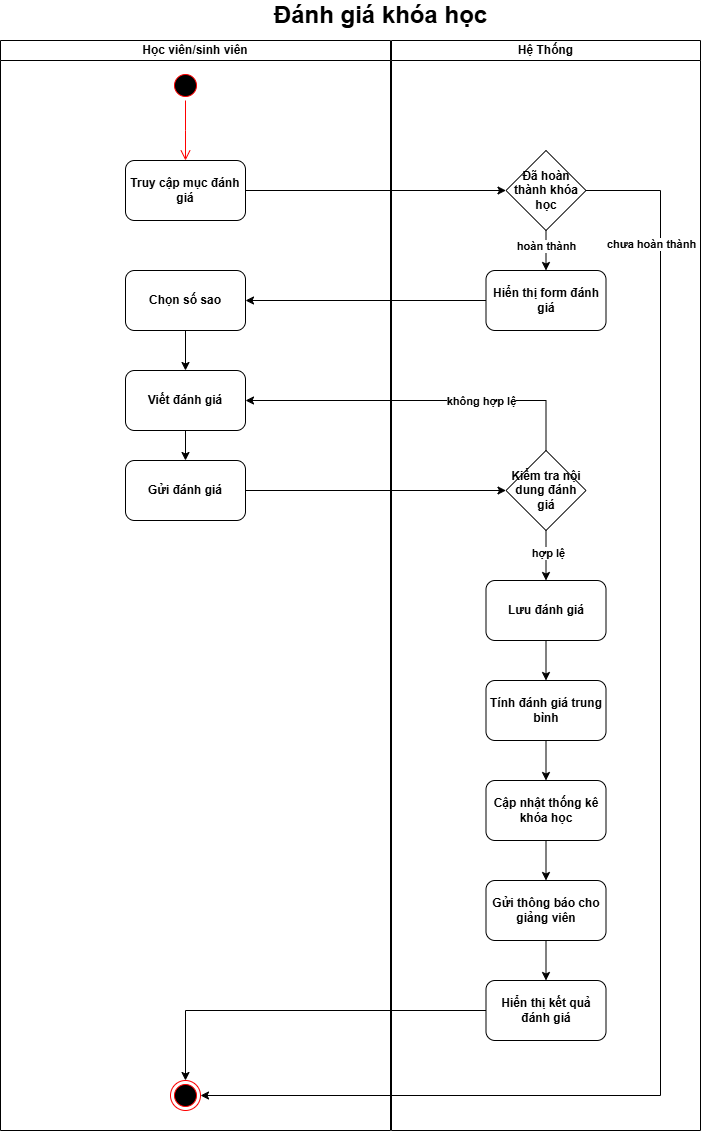 Đánh giá khóa học
Học viên/sinh viên
Hệ Thống
Truy cập mục đánh
giá
Đã hoàn
thành khóa
học
hoàn thành
chưa hoàn thành
Chọn số sao
Hiển thị form đánh
giá
Viết đánh giá
không hợp lệ
Gửi đánh giá
Kiểm tra nội
dung đánh
giá
hợp lệ
Lưu đánh giá
Tính đánh giá trung
bình
Cập nhật thống kê
khóa học
Gửi thông báo cho
giảng viên
Hiển thị kết quả
đánh giá